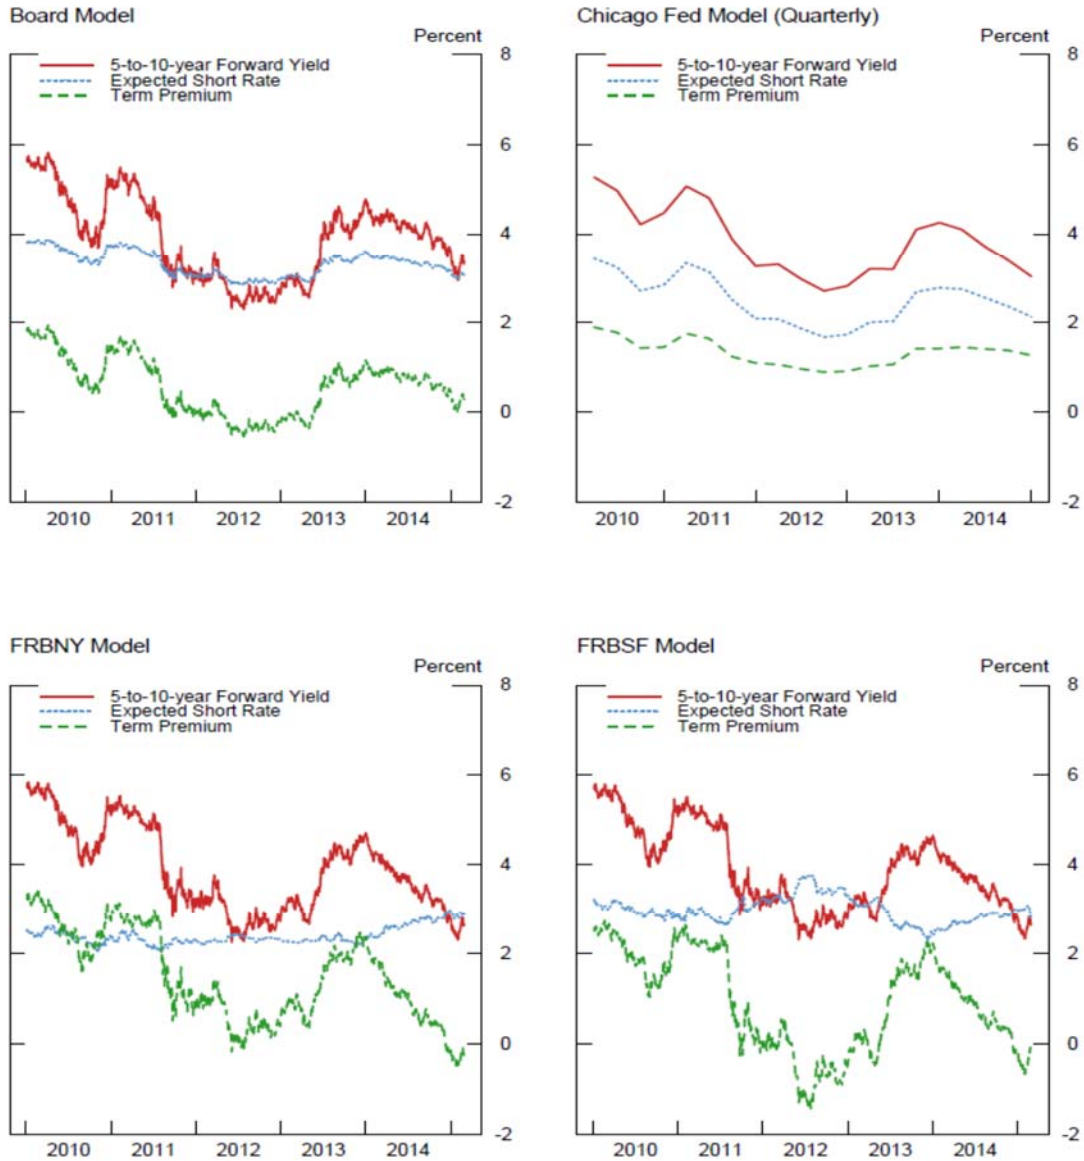 Board Model
Percent
5-to-10-year Forward Yield
Expected Short Rate
Term Premium
8
6
4
2
0
-2
2010 2011 2012 2013 2014
Chicago Fed Model (Quarterly)
Percent
5-to-10-year Forward Yield
Expected Short Rate
Term Premium
8
6
4
2
0
-2
2010 2011 2012 2013 2014
FRBNY Model
Percent
5-to-10-year Forward Yield
Expected Short Rate
Term Premium
8
6
4
2
0
-2
2010 2011 2012 2013 2014
FRBSF Model
Percent
5-to-10-year Forward Yield
Expected Short Rate
Term Premium
8
6
4
2
0
-2
2010 2011 2012 2013 2014